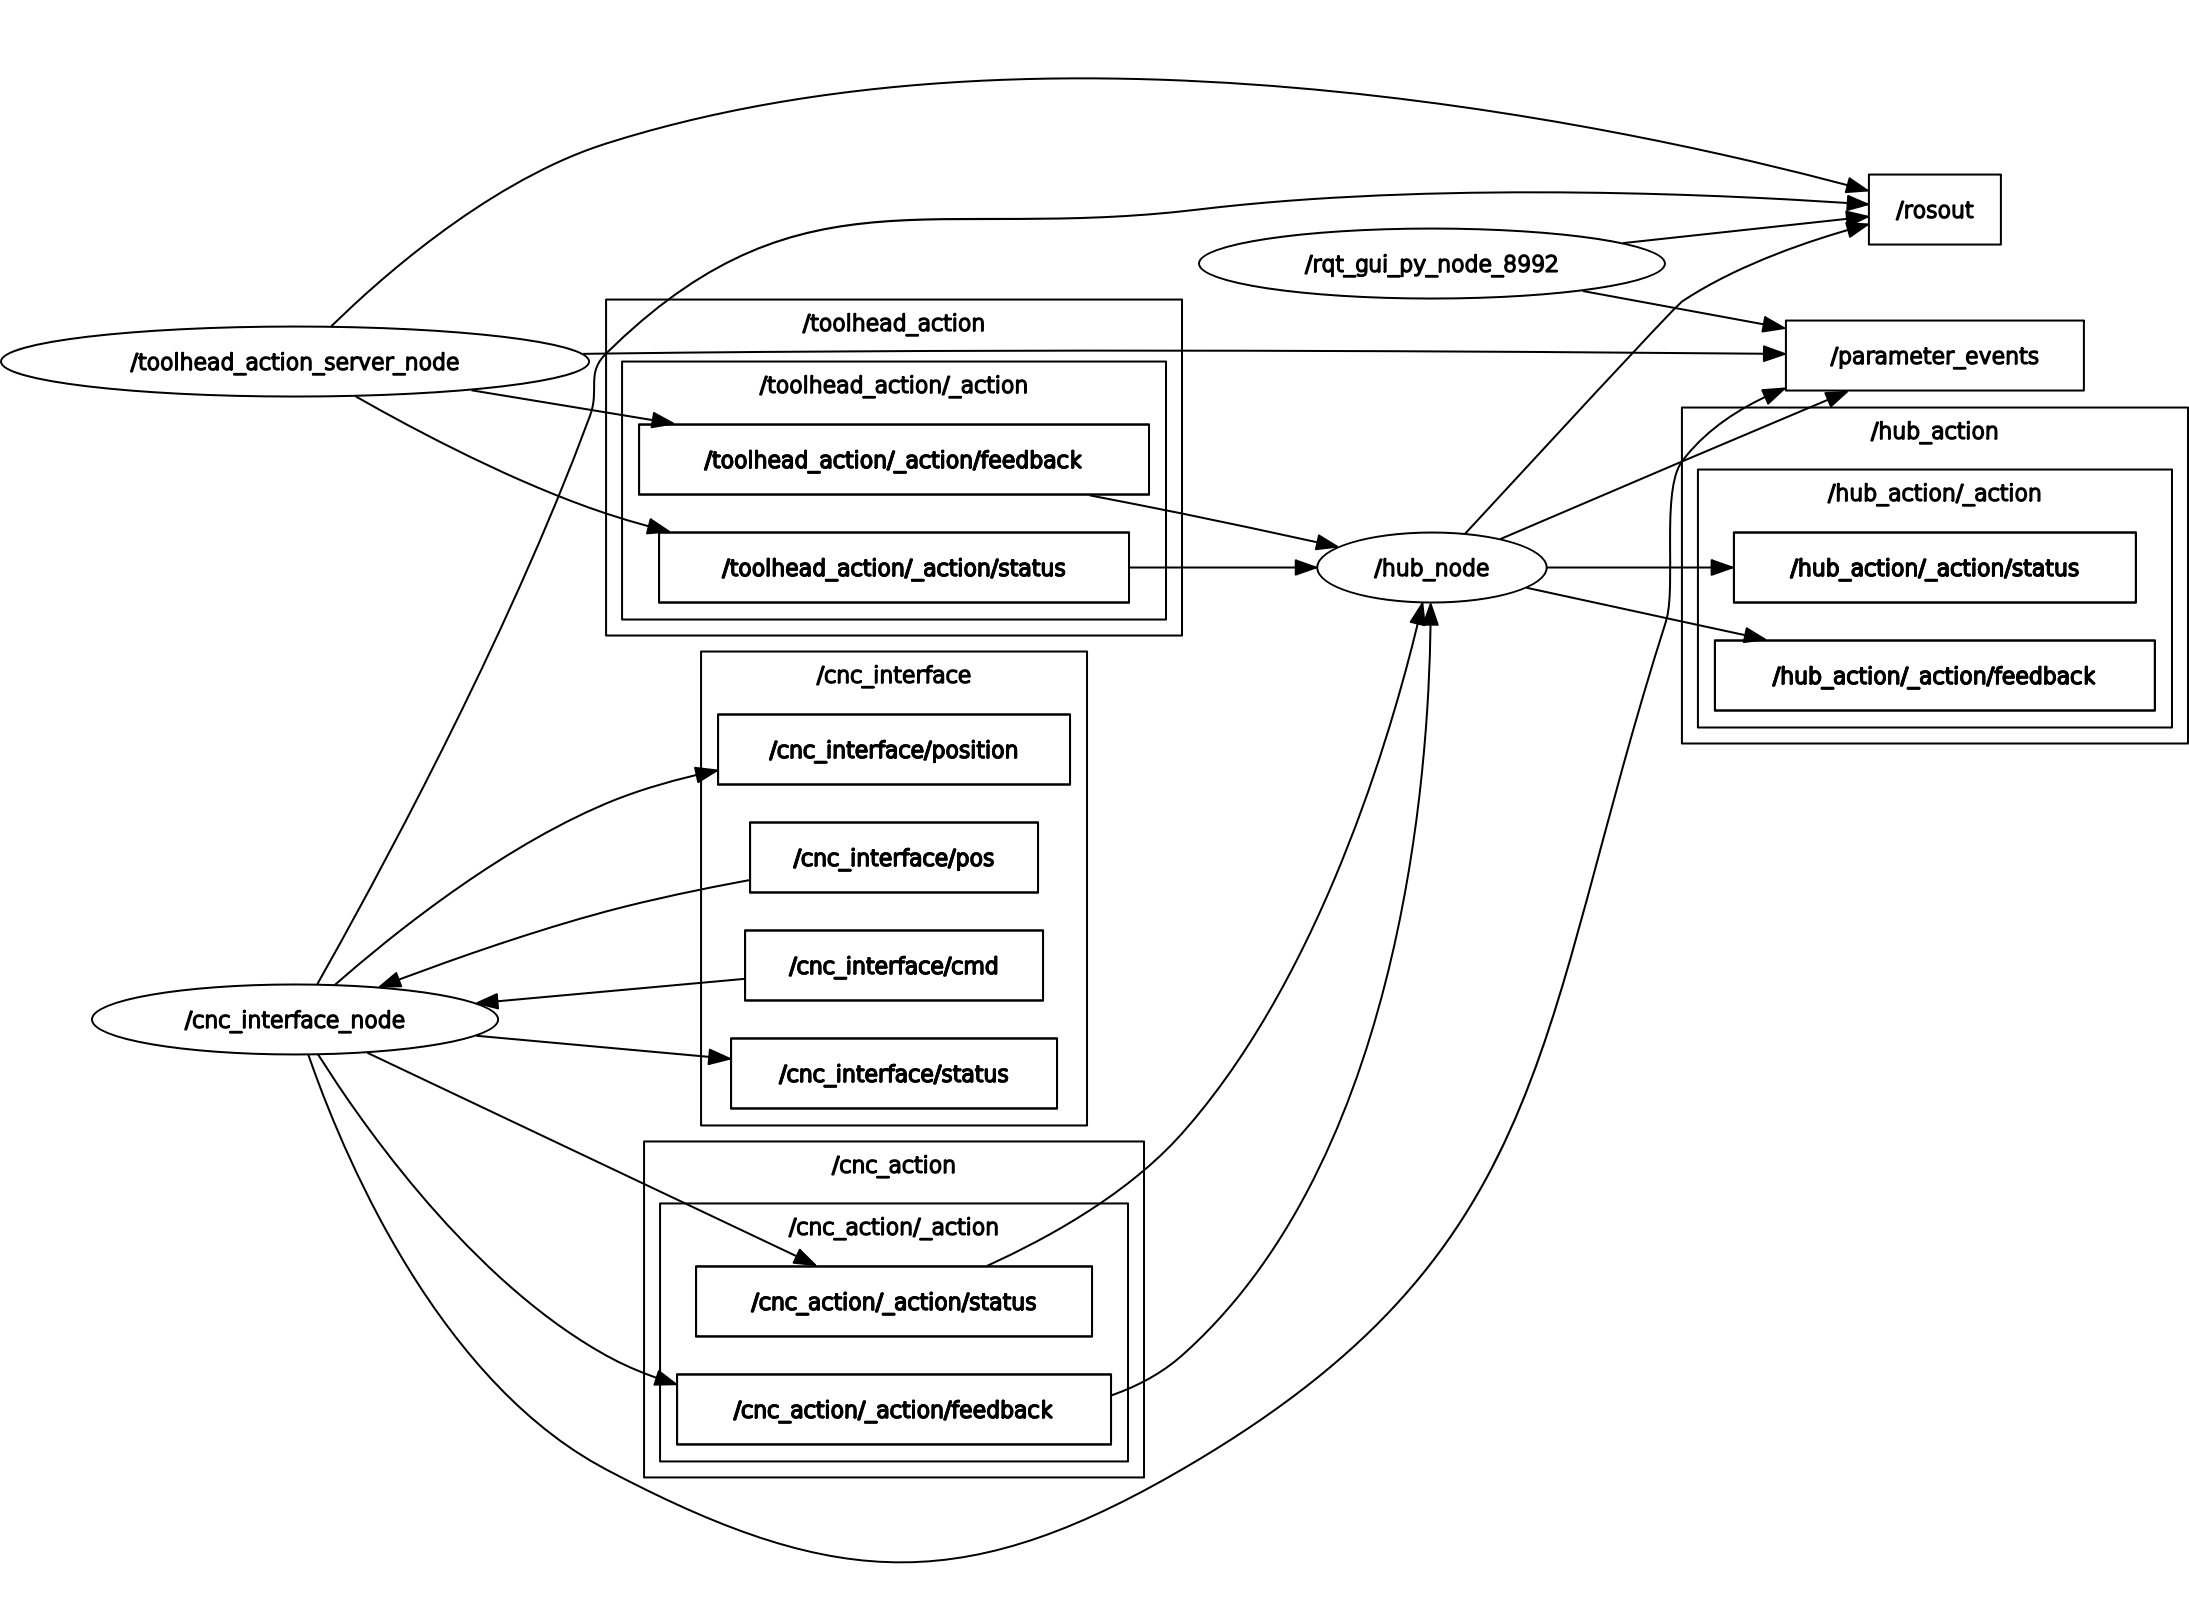 /rosout
/rqt_gui_py_node_8992
/toolhead_action
/parameter_events
/toolhead_action_server_node
/toolhead_action/_action
/hub_action
/toolhead_action/_action/feedback
/hub_action/_action
/toolhead_action/_action/status
/hub_node
/hub_action/_action/status
/cnc_interface
/hub_action/_action/feedback
/cnc_interface/position
/cnc_interface/pos
/cnc_interface/cmd
/cnc_interface_node
/cnc_interface/status
/cnc_action
/cnc_action/_action
/cnc_action/_action/status
/cnc_action/_action/feedback